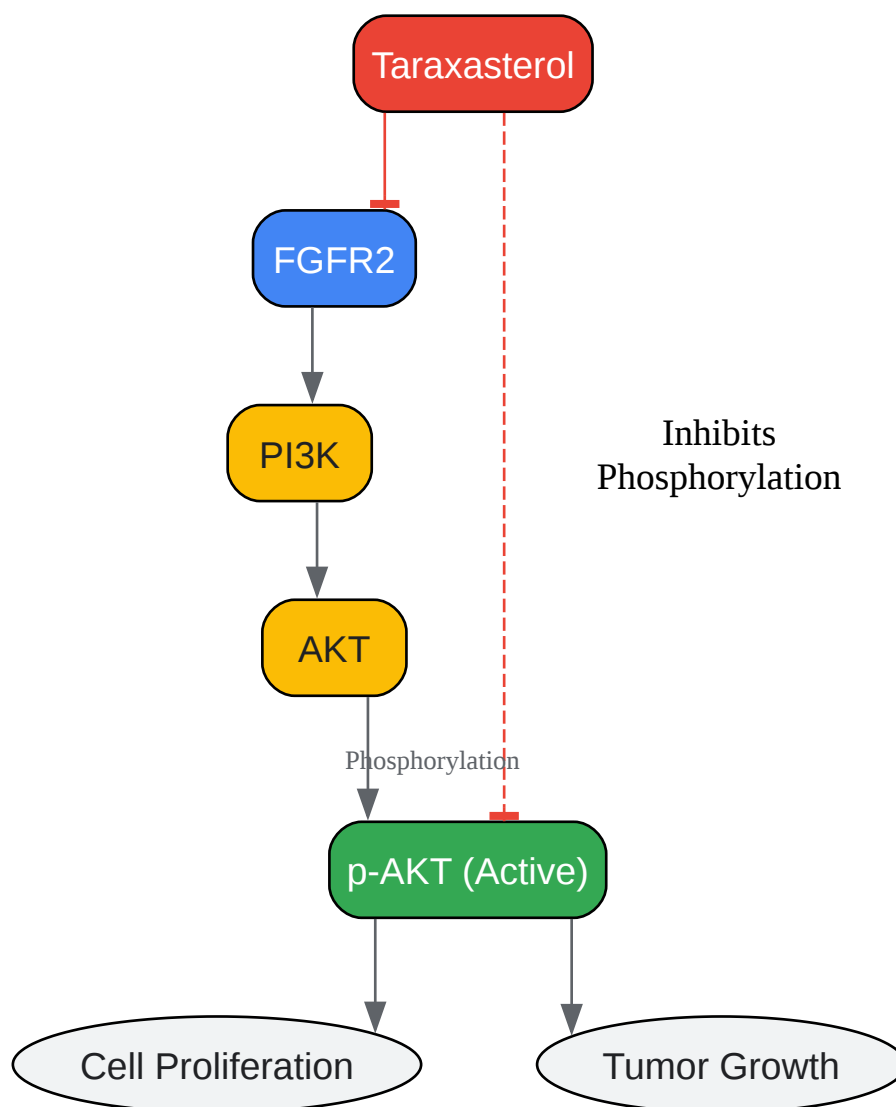 Taraxasterol
FGFR2
Inhibits
Phosphorylation
PI3K
AKT
Phosphorylation
p-AKT (Active)
Cell Proliferation
Tumor Growth